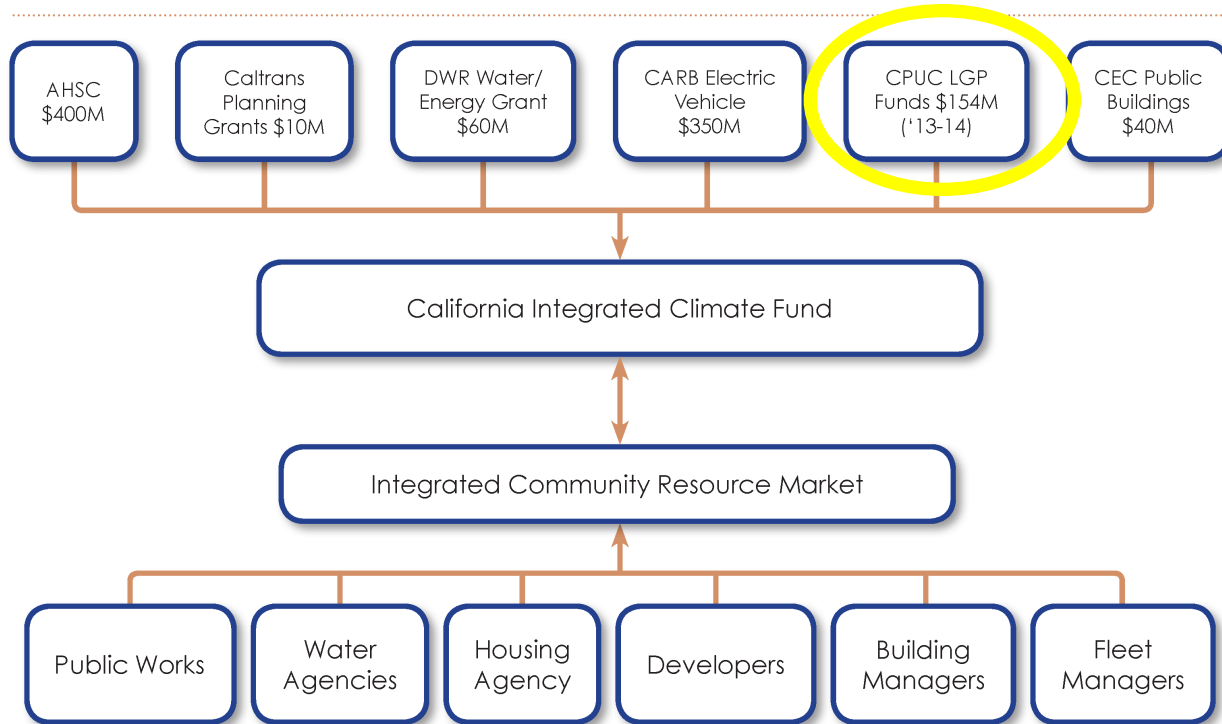 AHSC
$400M
Caltrans
Planning
Grants $10M
DWR Water/
Energy Grant
$60M
CARB Electric
Vehicle
$350M
CPUC LGP
Funds $154M
(‘13-14)
CEC Public
Buildings
$40M
California Integrated Climate Fund
Integrated Community Resource Market
Public Works
Water
Agencies
Housing
Agency
Developers
Building
Managers
Fleet
Managers